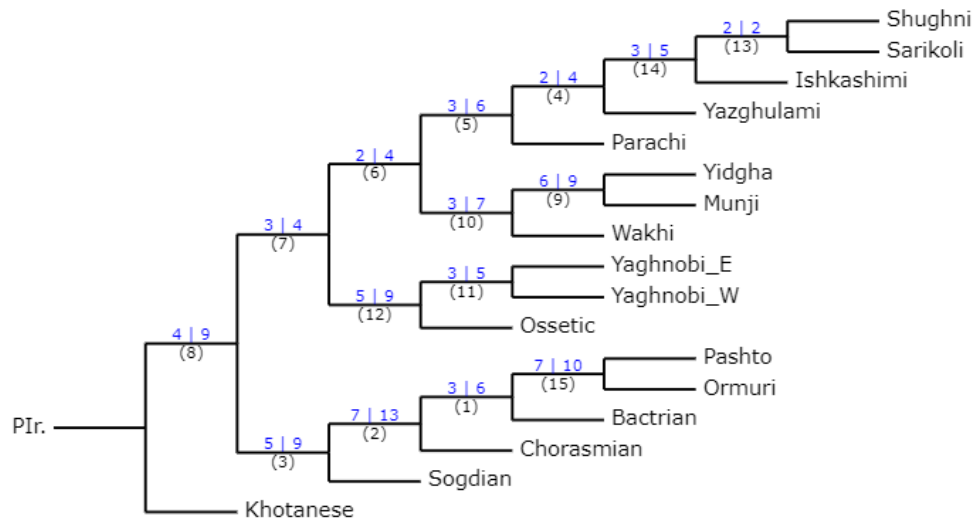 Shughni
2 | 2
(13)
Sarikoli
3 | 5
(14)
Ishkashimi
2 | 4
(4)
Yazghulami
3 | 6
(5)
Parachi
2 | 4
(6)
Yidgha
6 | 9
(9)
Munji
3 | 7
(10)
Wakhi
3 | 4
(7)
Yaghnobi_E
3 | 5
(11)
Yaghnobi_W
5 | 9
(12)
Ossetic
4 | 9
(8)
Pashto
7 | 10
(15)
Ormuri
3 | 6
(1)
Bactrian
7 | 13
(2)
Chorasmian
5 | 9
(3)
Sogdian
PIr.
Khotanese